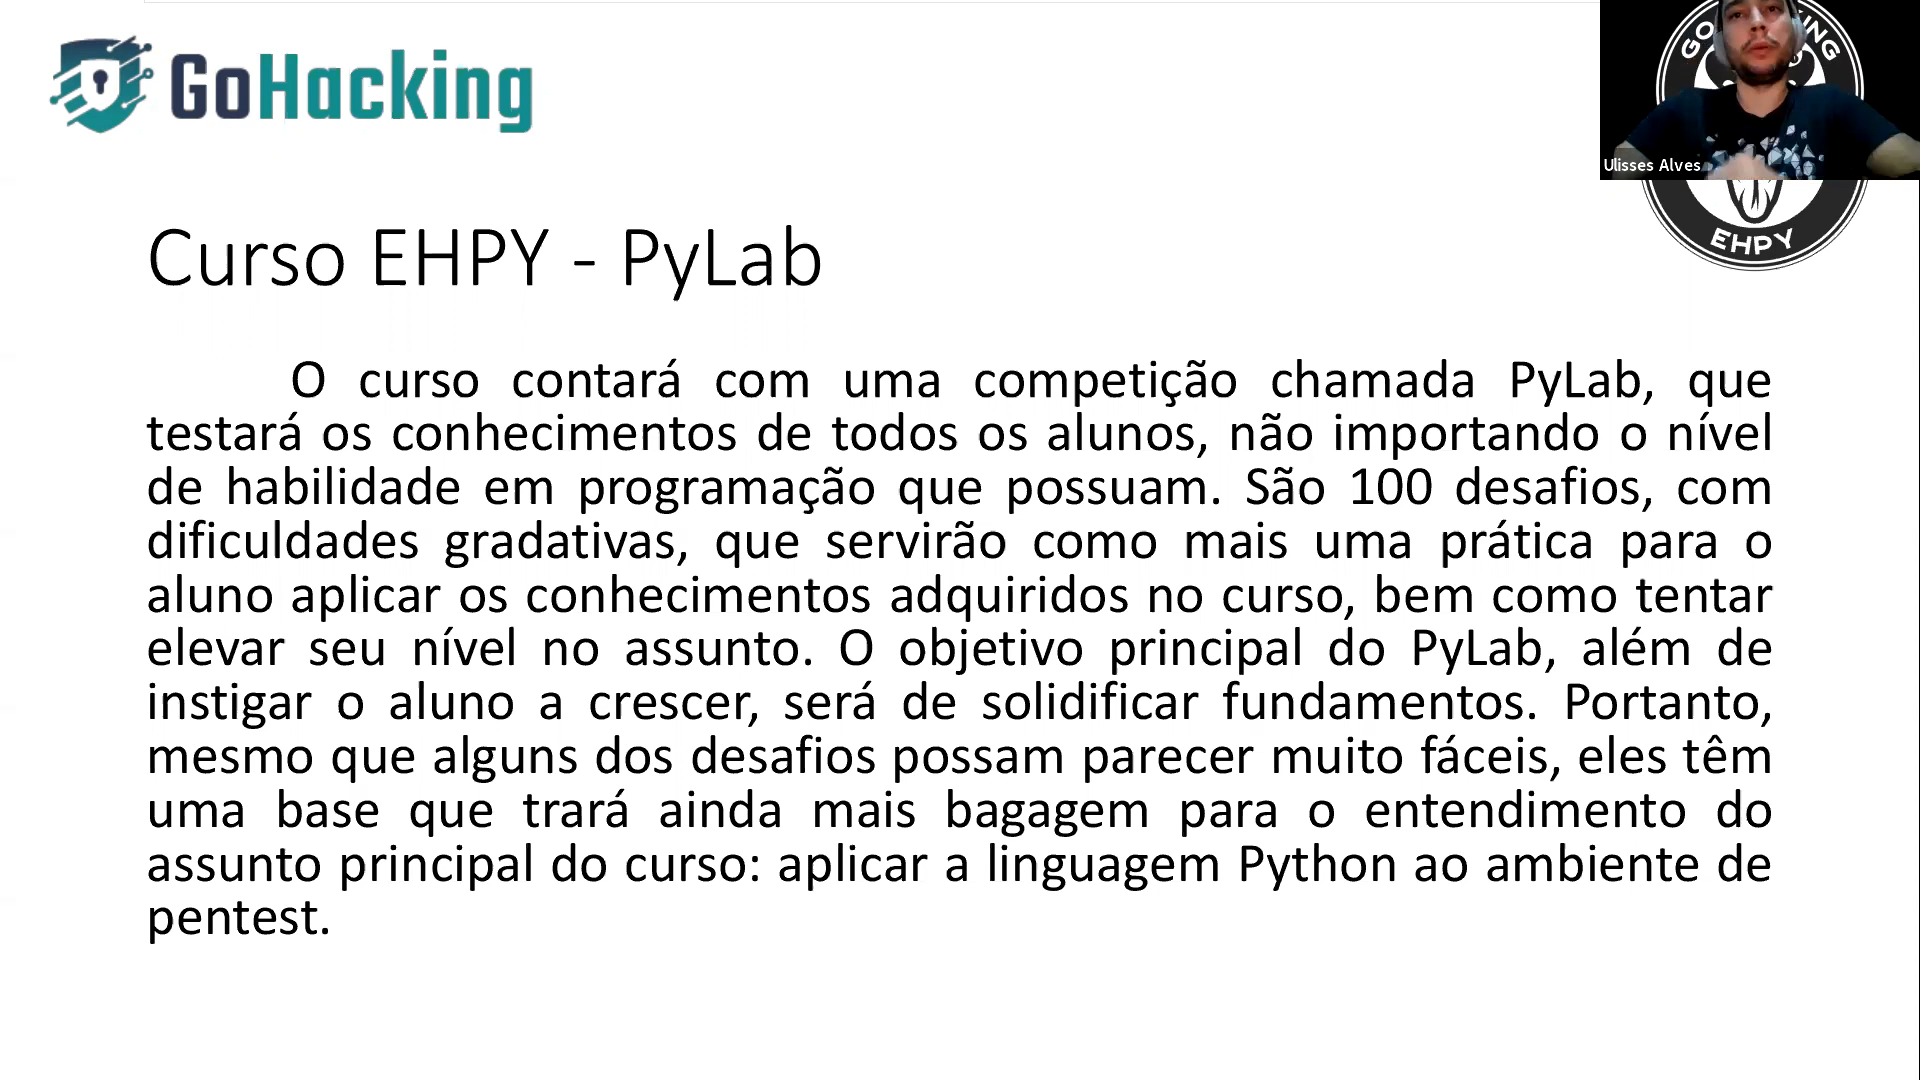 GoHacking
Ulisses Alves
EHPY
Curso EHPY - PyLab
O curso contará com uma competição chamada PyLab, que
testará os conhecimentos de todos os alunos, não importando o nível
de habilidade em programação que possuam. São 100 desafios, com
dificuldades gradativas, que servirão como mais uma prática para o
aluno aplicar os conhecimentos adquiridos no curso, bem como tentar
elevar seu nível no assunto. O objetivo principal do PyLab, além de
instigar o aluno a crescer, será de solidificar fundamentos. Portanto,
mesmo que alguns dos desafios possam parecer muito fáceis, eles têm
uma base que trará ainda mais bagagem para o entendimento do
assunto principal do curso: aplicar a linguagem Python ao ambiente de
pentest.